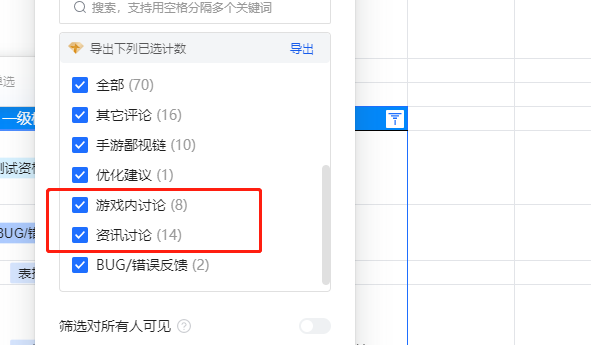 搜索，支持用空格分隔多个关键词
导出下列已选计数 导出
单选
全部 (70)
一级标
其它评论 (16)
手游鄙视链 (10)
测试资格
优化建议 (1)
游戏内讨论 (8)
BUG/错
资讯讨论 (14)
BUG/错误反馈 (2)
筛选对所有人可见